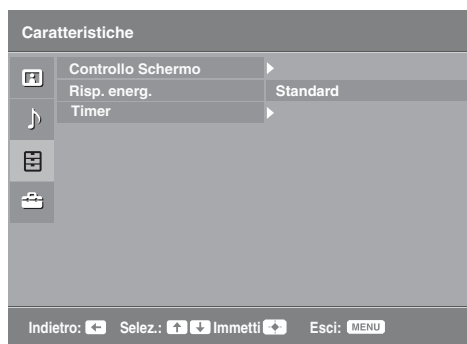 Caratteristiche
Controllo Schermo
Risp. energ. Standard
Timer
Indietro: Selez.: Immetti Esci: MENU